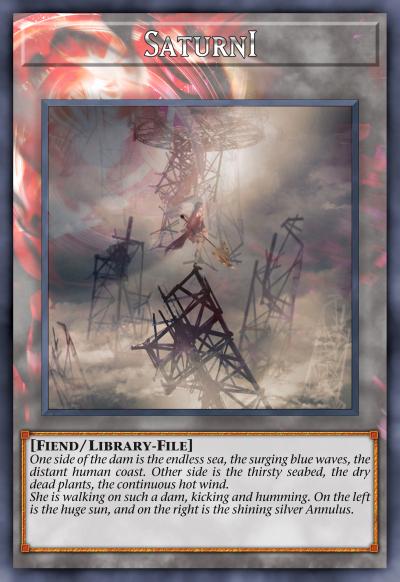 SaturnI
[Fiend/Library-File]
One side of the dam is the endless sea, the surging blue waves, the
distant human coast. Other side is the thirsty seabed, the dry
dead plants, the continuous hot wind.
She is walking on such a dam, kicking and humming. On the left
is the huge sun, and on the right is the shining silver Annulus.